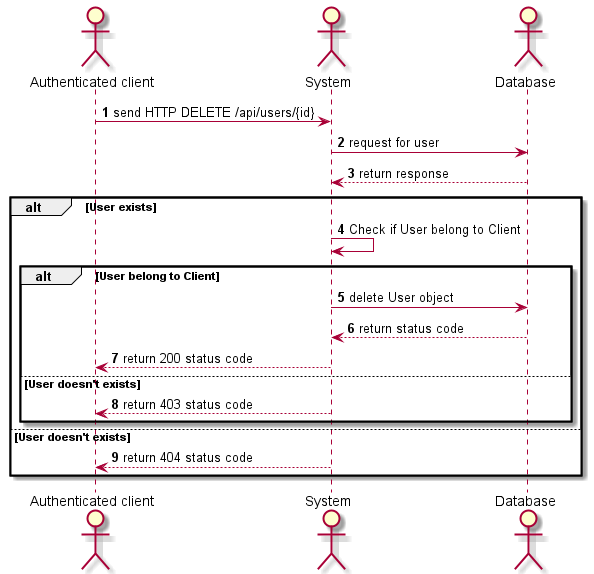 Authenticated client System Database
1 send HTTP DELETE /api/users/{id}
2 request for user
3 return response
alt [User exists]
4 Check if User belong to Client
alt [User belong to Client]
5 delete User object
6 return status code
7 return 200 status code
[User doesn't exists]
8 return 403 status code
[User doesn't exists]
9 return 404 status code
Authenticated client System Database